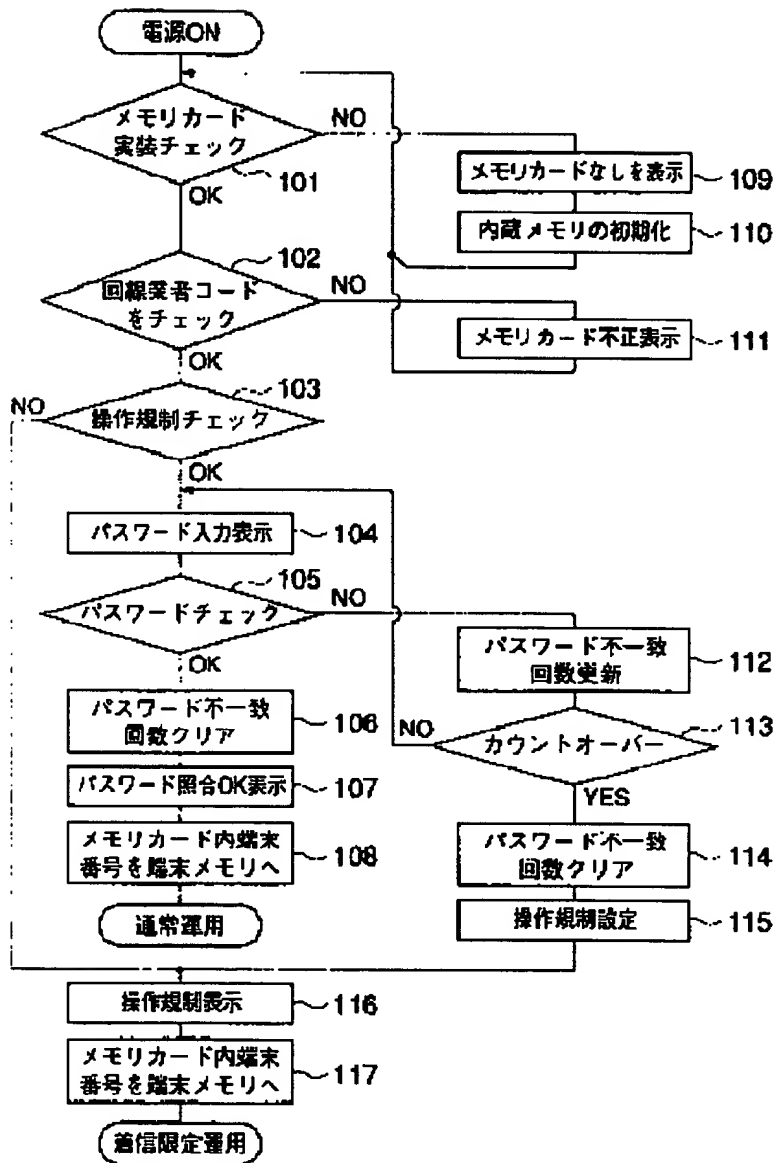 電源ON
メモリカード
実装チェック
NO
101
OK
メモリカードなしを表示
109
内蔵メモリの初期化
110
102
回線業者コード
をチェック
NO
メモリカード不正表示
111
OK
103
NO
操作規制チェック
OK
パスワード入力表示
104
105
パスワードチェック
NO
OK
パスワード不一致
回数更新
112
パスワード不一致
回数クリア
106
NO
カウントオーバー
113
YES
パスワード照合OK表示
107
メモリカード内端末
番号を端末メモリへ
108
パスワード不一致
回数クリア
114
通常運用
操作規制設定
115
操作規制表示
116
メモリカード内端末
番号を端末メモリへ
117
着信限定運用